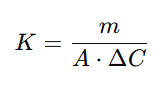 K = m / (A · ΔC)